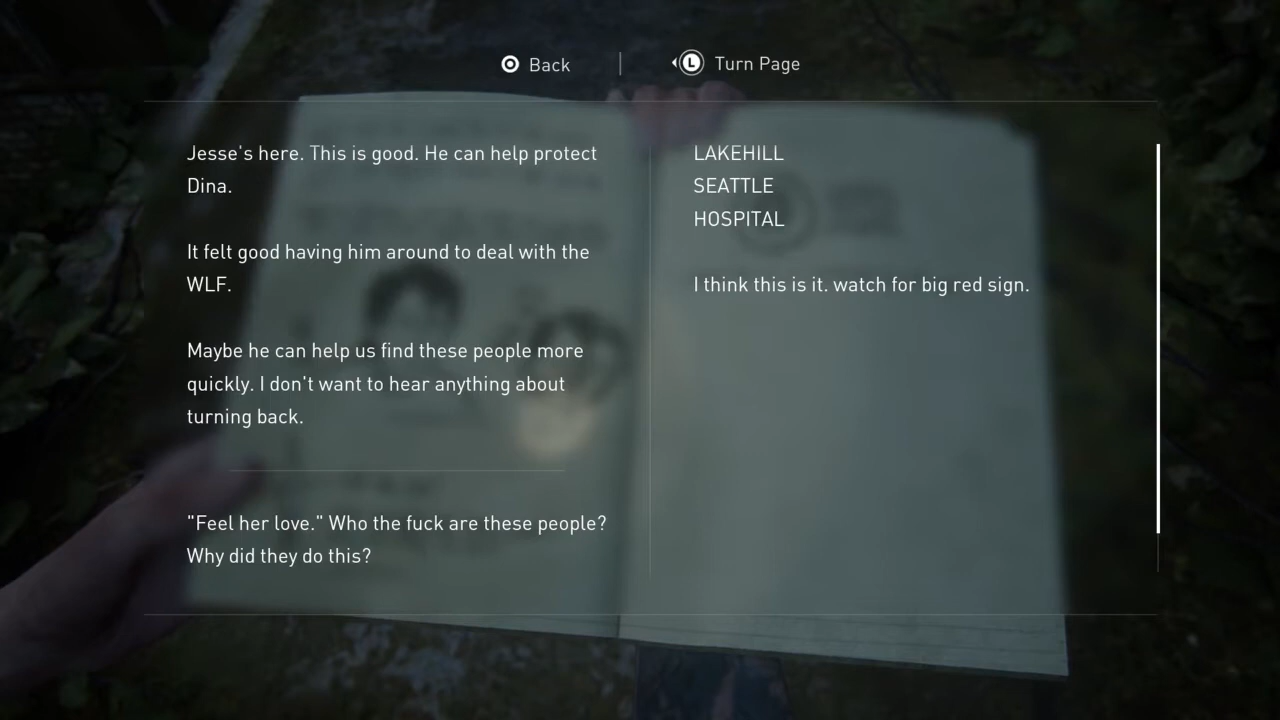 Back
L Turn Page
Jesse's here. This is good. He can help protect
Dina.
It felt good having him around to deal with the
WLF.
Maybe he can help us find these people more
quickly. I don't want to hear anything about
turning back.
"Feel her love." Who the fuck are these people?
Why did they do this?
LAKEHILL
SEATTLE
HOSPITAL
I think this is it. watch for big red sign.